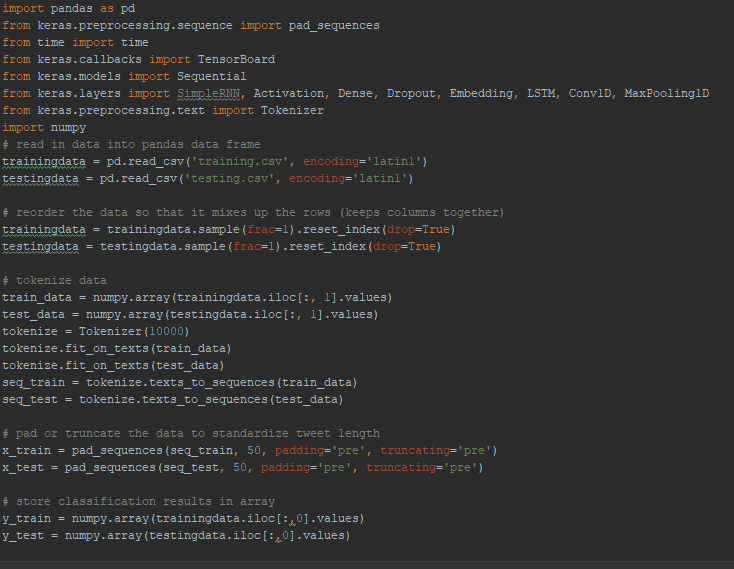 import pandas as pd
from keras.preprocessing.sequence import pad_sequences
from time import time
from keras.callbacks import TensorBoard
from keras.models import Sequential
from keras.layers import SimpleRNN, Activation, Dense, Dropout, Embedding, LSTM, Conv1D, MaxPooling1D
from keras.preprocessing.text import Tokenizer
import numpy
# read in data into pandas data frame
trainingdata = pd.read_csv('training.csv', encoding='latin1')
testingdata = pd.read_csv('testing.csv', encoding='latin1')
# reorder the data so that it mixes up the rows (keeps columns together)
trainingdata = trainingdata.sample(frac=1).reset_index(drop=True)
testingdata = testingdata.sample(frac=1).reset_index(drop=True)
# tokenize data
train_data = numpy.array(trainingdata.iloc[:, 1].values)
test_data = numpy.array(testingdata.iloc[:, 1].values)
tokenize = Tokenizer(10000)
tokenize.fit_on_texts(train_data)
tokenize.fit_on_texts(test_data)
seq_train = tokenize.texts_to_sequences(train_data)
seq_test = tokenize.texts_to_sequences(test_data)
# pad or truncate the data to standardize tweet length
x_train = pad_sequences(seq_train, 50, padding='pre', truncating='pre')
x_test = pad_sequences(seq_test, 50, padding='pre', truncating='pre')
# store classification results in array
y_train = numpy.array(trainingdata.iloc[:,0].values)
y_test = numpy.array(testingdata.iloc[:,0].values)